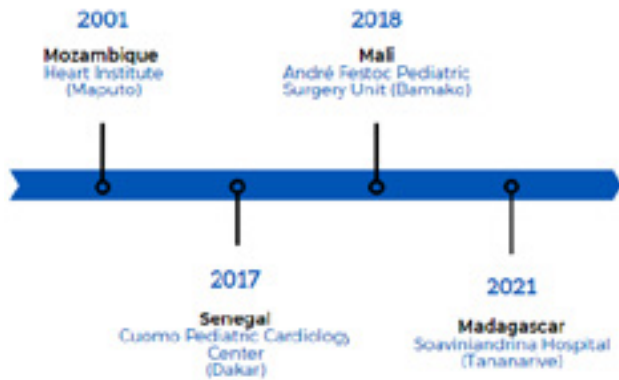 2001
Mozambique
Heart Institute
(Maputo)
2018
Mali
André Festoc Pediatric
Surgery Unit (Bamako)
2017
Senegal
Cuomo Pediatric Cardiology
Center
(Dakar)
2021
Madagascar
Soaviniandrina Hospital
(Tananarive)